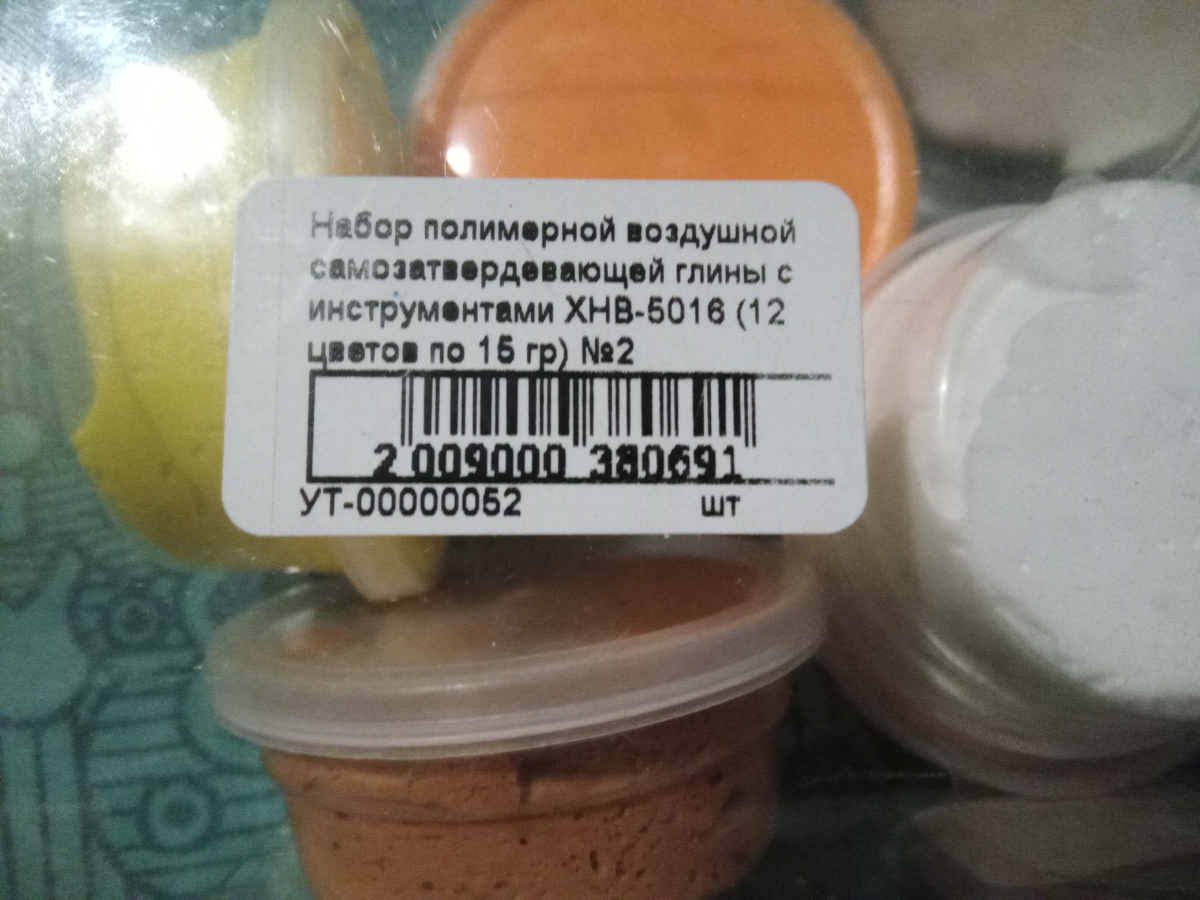 Набор полимерной воздушной
самозатвердевающей глины с
инструментами ХНВ-5016 (12
цветов по 15 гр) №2
2 009000 380691
УТ-00000052 шт